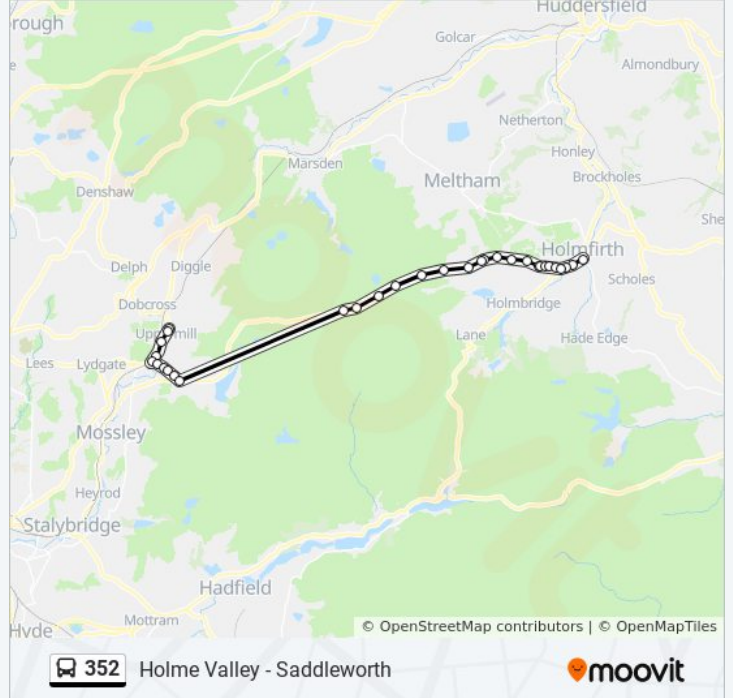 Huddersfield
rough
Golcar
Almondbury
Netherton
Honley
Marsden
Meltham
Brockholes
Denshaw
She
Holmfirth
Delph
Diggle
Scholes
Dobcross
Holmbridge
Lane
Hade Edge
Lees
Lydgate
Mossley
Heyrod
Stalybridge
Hadfield
Mottram
Hyde
© OpenStreetMap contributors | © OpenMapTiles
352 Holme Valley - Saddleworth
moovit